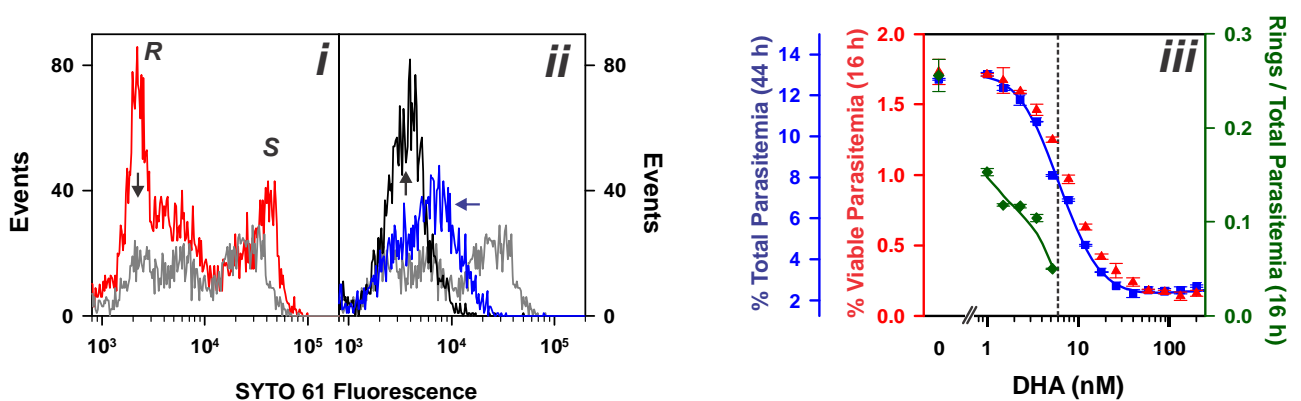 R
i
S
ii
80
40
0
Events
10³
10⁴
10⁵
10³
10⁴
10⁵
80
40
0
Events
SYTO 61 Fluorescence
% Total Parasitemia (44 h)
14
12
10
8
6
4
2
% Viable Parasitemia (16 h)
2.0
1.5
1.0
0.5
0.0
iii
0.3
0.2
0.1
0.0
Rings / Total Parasitemia (16 h)
0
1
10
100
DHA (nM)